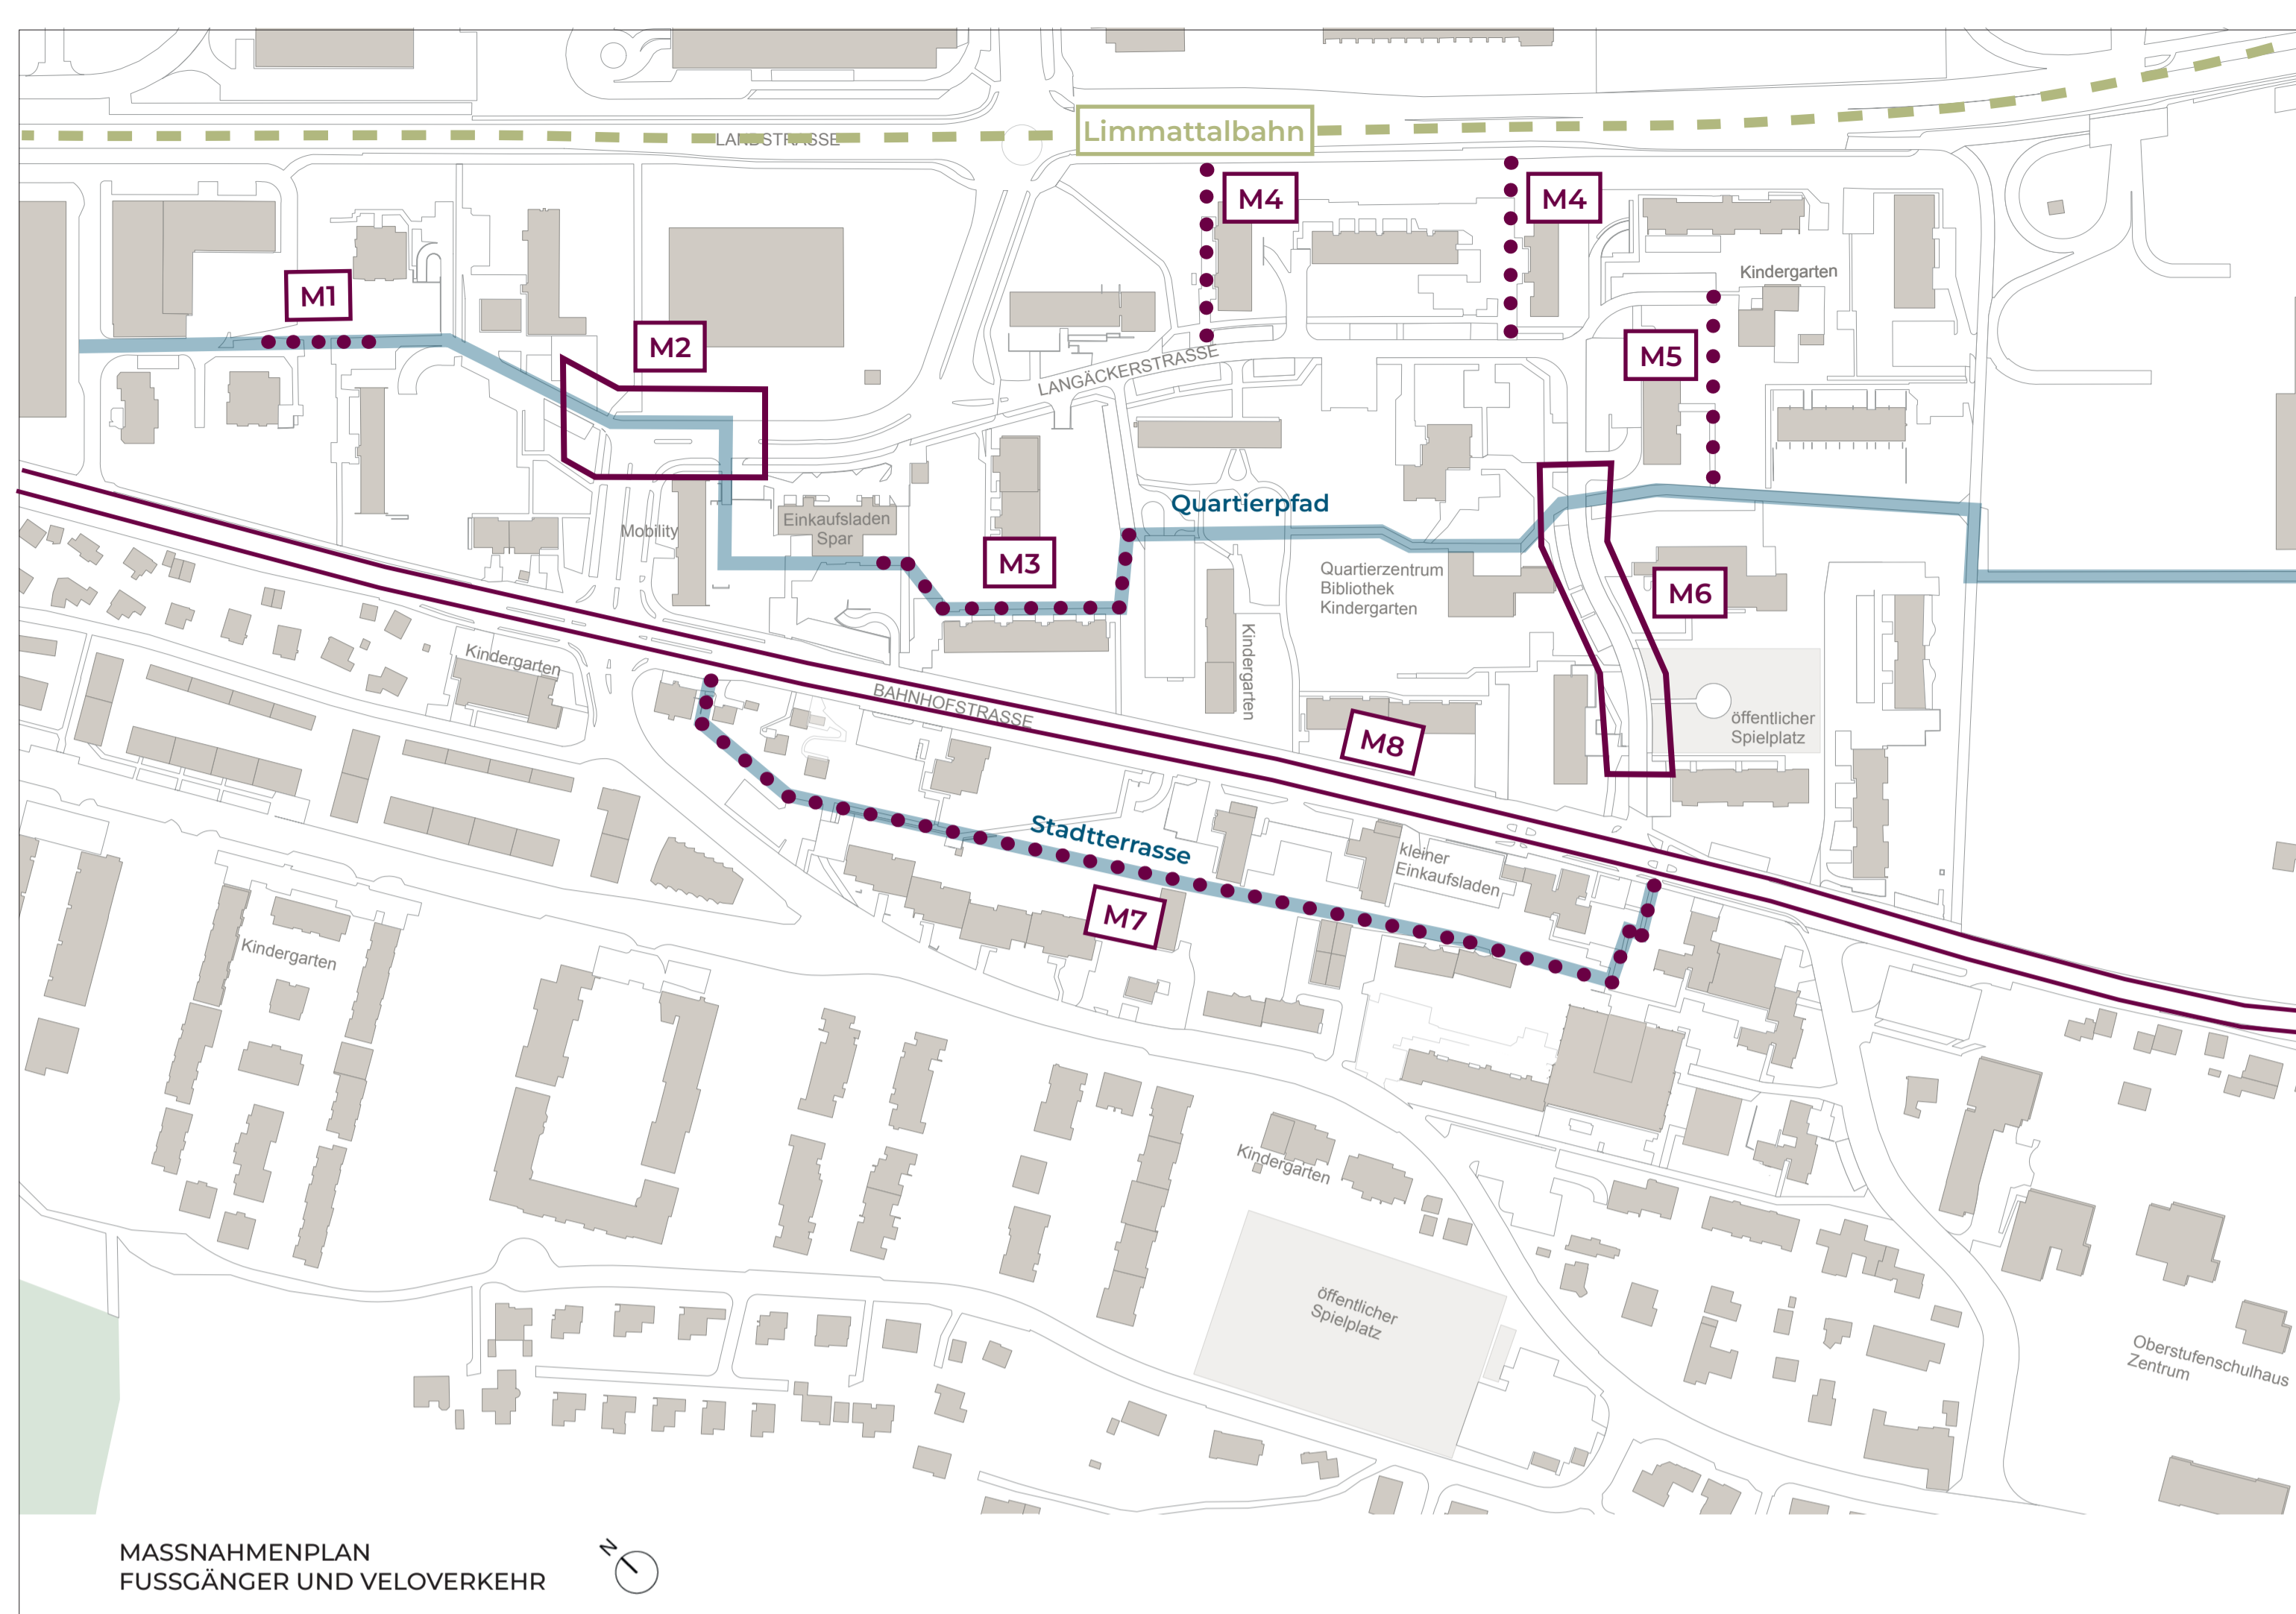 LANDSTRASSE
Limmattalbahn
M4
M4
Kindergarten
M1
M2
M5
LANGÄCKERSTRASSE
Quartierpfad
Mobility
Einkaufsladen
Spar
M3
Quartierzentrum
Bibliothek
Kindergarten
M6
Kindergarten
Kindergarten
BAHNHOFSTRASSE
öffentlicher
Spielplatz
M8
Stadtterrasse
kleiner
Einkaufsladen
M7
Kindergarten
Kindergarten
öffentlicher
Spielplatz
Oberstufenschulhaus
Zentrum
MASSNAHMENPLAN
FUSSGÄNGER UND VELOVERKEHR
N